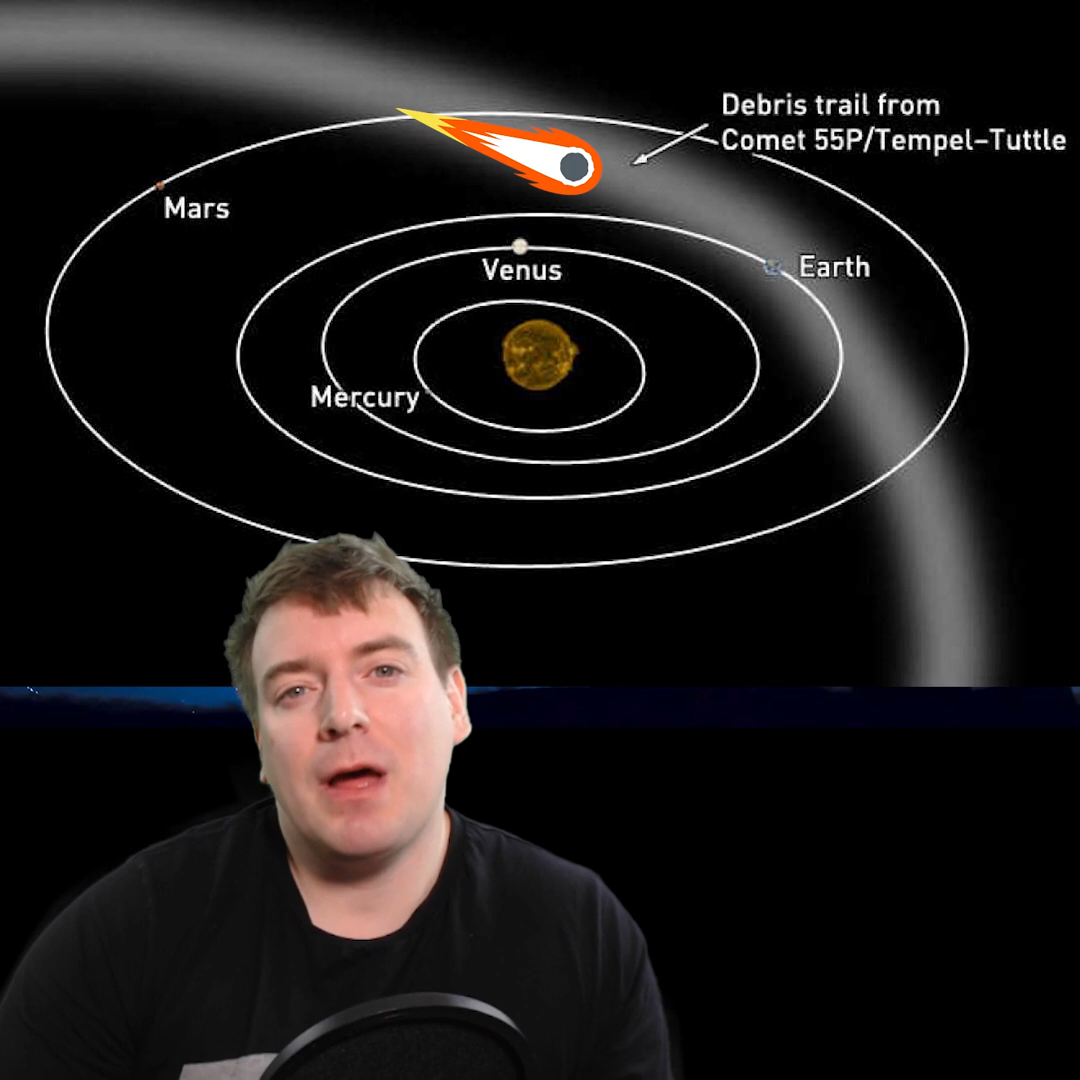 Debris trail from
Comet 55P/Tempel–Tuttle
Mars
Earth
Venus
Mercury